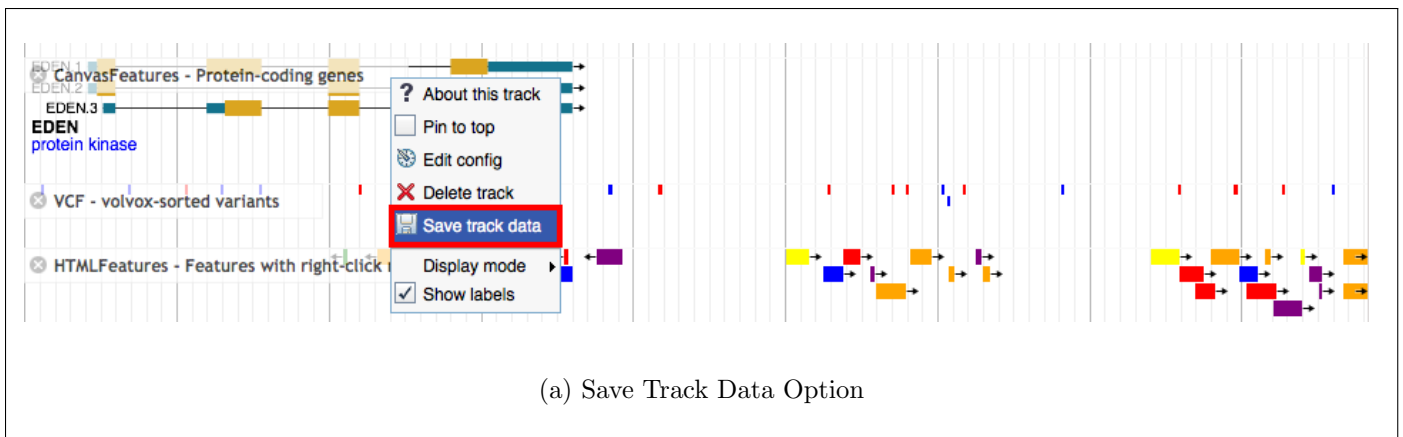 EDEN.1
CanvasFeatures - Protein-coding genes
EDEN.2
EDEN.3
EDEN
protein kinase
? About this track
Pin to top
Edit config
Delete track
Save track data
Display mode
Show labels
VCF - volvox-sorted variants
HTMLFeatures - Features with right-click
(a) Save Track Data Option